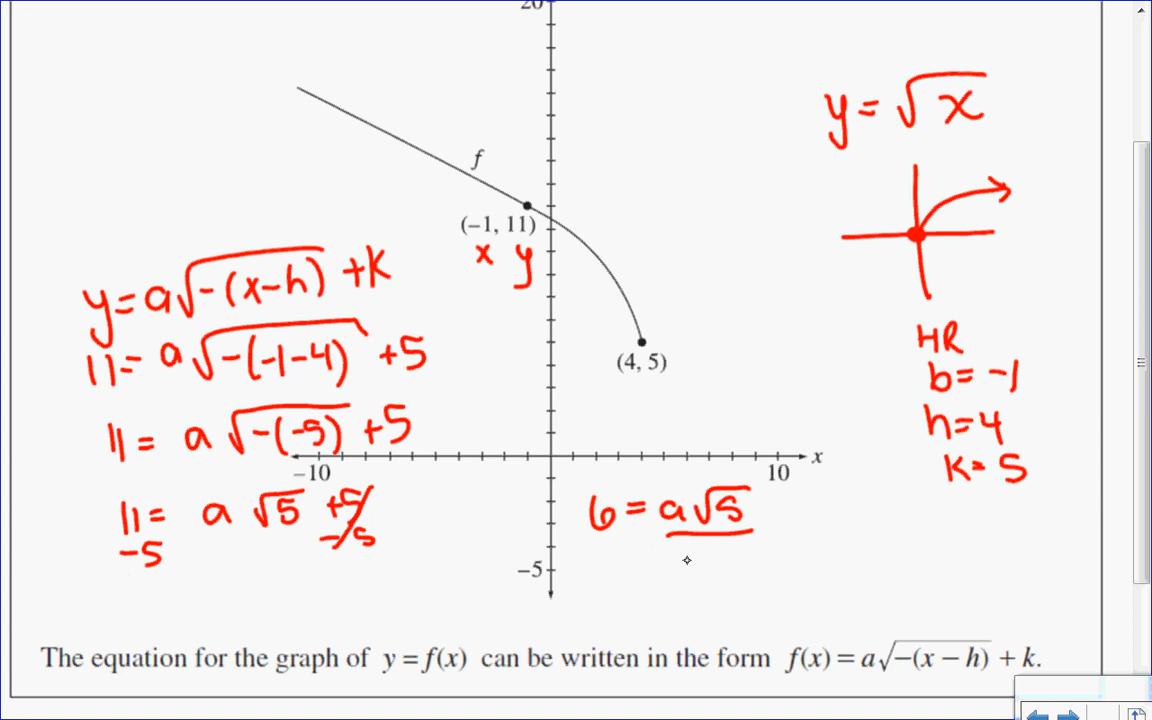 20
y = √x
f
(–1, 11)
x y
y = a√-(x-h) + k
11 = a√-(-1-4) + 5
(4, 5)
HR
b = -1
h = 4
k = 5
11 = a√-(-5) + 5
–10
10
x
11 = a√5 + 5
-5 -5
6 = a√5
–5
The equation for the graph of y = f(x) can be written in the form f(x) = a√–(x – h) + k.